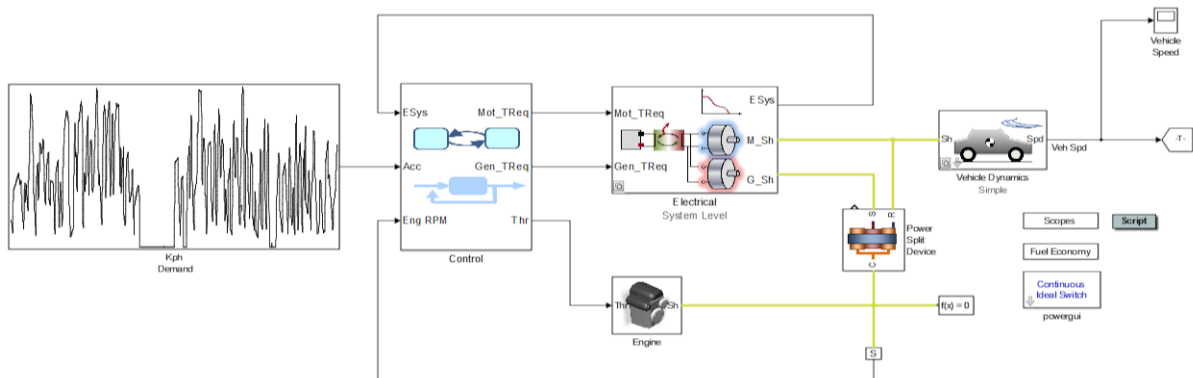 Kph
Demand
ESys
Acc
Eng RPM
Mot_TReq
Gen_TReq
Thr
Control
Mot_TReq
Gen_TReq
ESys
M_Sh
G_Sh
Electrical
System Level
Thr
Sh
Engine
S
R
C
Power
Split
Device
S
f(x) = 0
Sh
Spd
Vehicle Dynamics
Simple
Veh Spd
Vehicle
Speed
-T-
Scopes
Script
Fuel Economy
Continuous
Ideal Switch
powergui